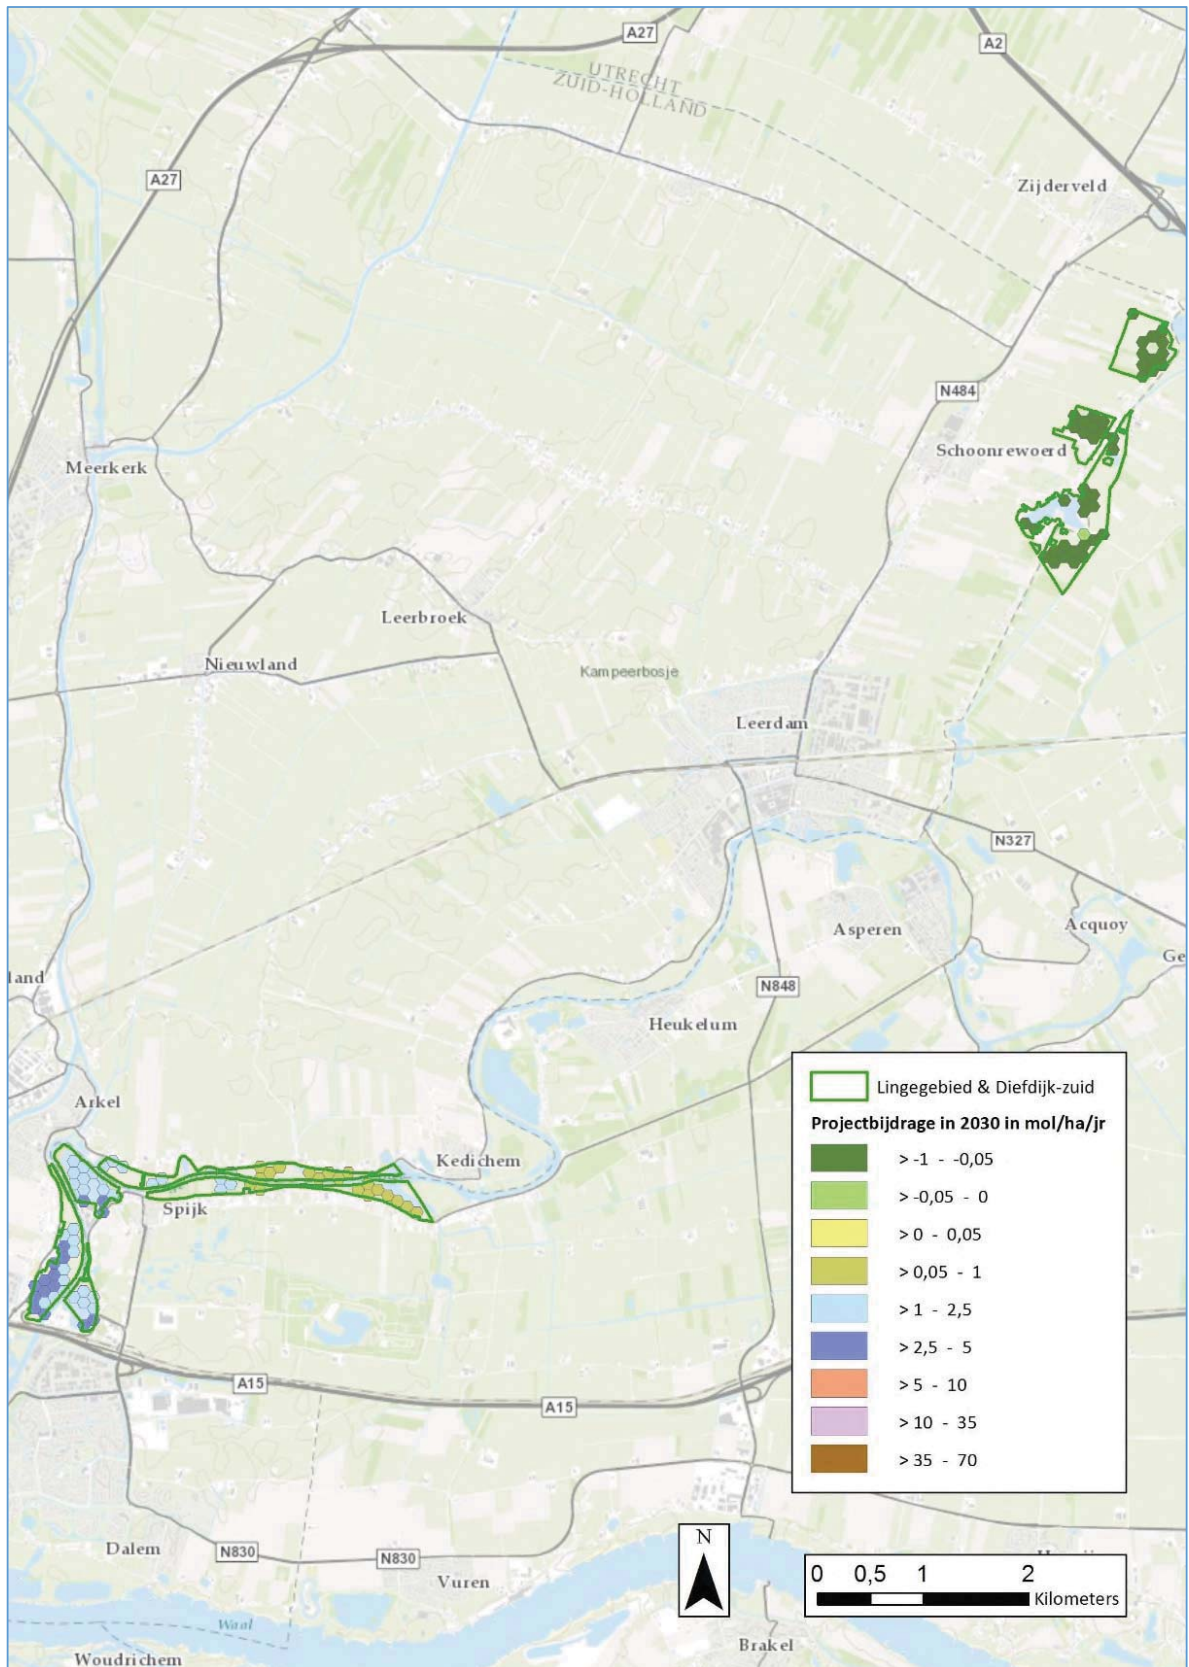 A27
A2
UTRECHT
ZUID-HOLLAND
A27
Zijderveld
N484
Schoonrewoerd
Meerkerk
Leerbroek
Nieuwland
Kampeerbosje
Leerdam
N327
Asperen
Acquoy
Ge
land
N848
Heukelum
Arkel
Kedichem
Spijk
Lingegebied & Diefdijk-zuid
Projectbijdrage in 2030 in mol/ha/jr
> -1 - -0,05
> -0,05 - 0
> 0 - 0,05
> 0,05 - 1
> 1 - 2,5
> 2,5 - 5
> 5 - 10
> 10 - 35
> 35 - 70
A15
A15
Dalem
N830
N830
Vuren
N
0 0,5 1 2
Kilometers
Waal
Woudrichem
Brakel